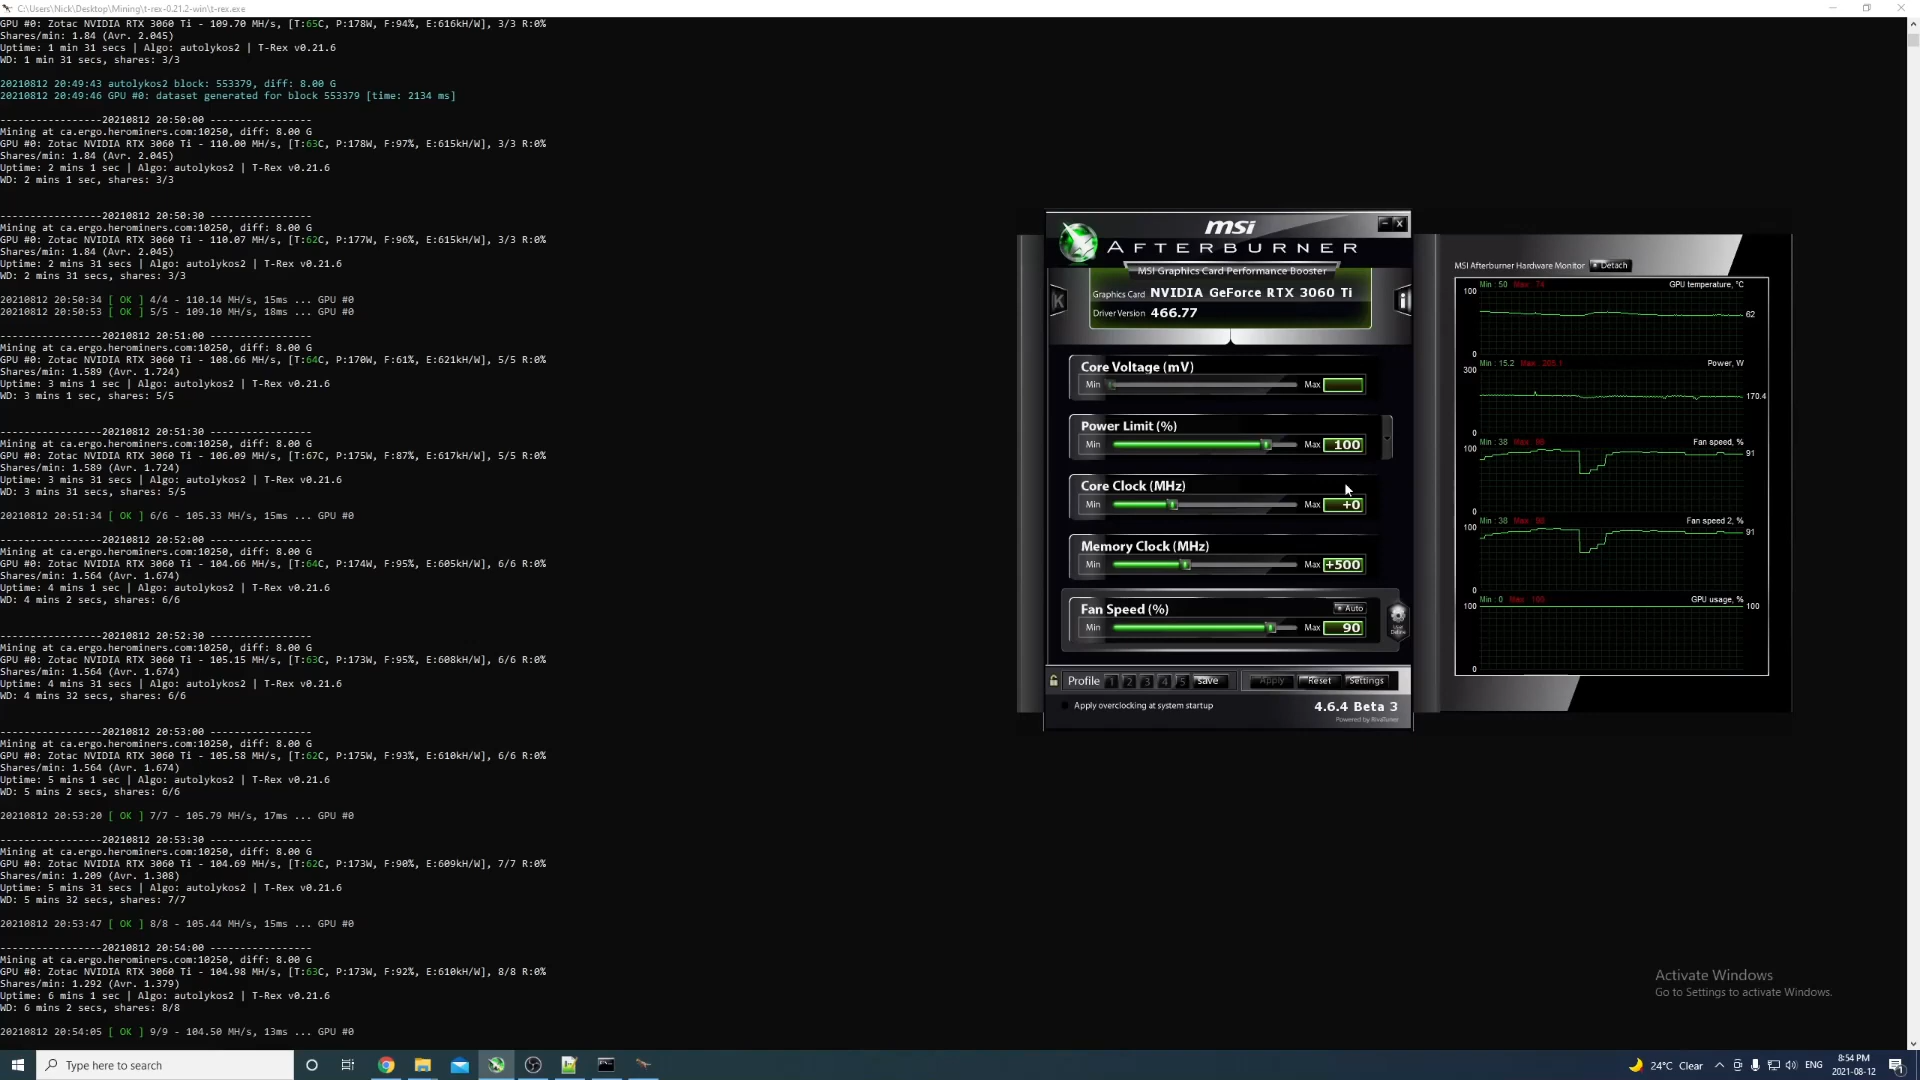 C:\Users\Nick\Desktop\Mining\t-rex-0.21.2-win\t-rex.exe
GPU #0: Zotac NVIDIA RTX 3060 Ti - 109.70 MH/s, [T:65C, P:178W, F:94%, E:616kH/W], 3/3 R:0%
Shares/min: 1.84 (Avr. 2.045)
Uptime: 1 min 31 secs | Algo: autolykos2 | T-Rex v0.21.6
WD: 1 min 31 secs, shares: 3/3
20210812 20:49:43 autolykos2 block: 553379, diff: 8.00 G
20210812 20:49:46 GPU #0: dataset generated for block 553379 [time: 2134 ms]
-----------------20210812 20:50:00 -----------------
Mining at ca.ergo.herominers.com:10250, diff: 8.00 G
GPU #0: Zotac NVIDIA RTX 3060 Ti - 110.00 MH/s, [T:63C, P:178W, F:97%, E:615kH/W], 3/3 R:0%
Shares/min: 1.84 (Avr. 2.045)
Uptime: 2 mins 1 sec | Algo: autolykos2 | T-Rex v0.21.6
WD: 2 mins 1 sec, shares: 3/3
-----------------20210812 20:50:30 -----------------
Mining at ca.ergo.herominers.com:10250, diff: 8.00 G
GPU #0: Zotac NVIDIA RTX 3060 Ti - 110.07 MH/s, [T:62C, P:177W, F:96%, E:615kH/W], 3/3 R:0%
Shares/min: 1.84 (Avr. 2.045)
Uptime: 2 mins 31 secs | Algo: autolykos2 | T-Rex v0.21.6
WD: 2 mins 31 secs, shares: 3/3
20210812 20:50:34 [ OK ] 4/4 - 110.14 MH/s, 15ms ... GPU #0
20210812 20:50:53 [ OK ] 5/5 - 109.10 MH/s, 18ms ... GPU #0
-----------------20210812 20:51:00 -----------------
Mining at ca.ergo.herominers.com:10250, diff: 8.00 G
GPU #0: Zotac NVIDIA RTX 3060 Ti - 108.66 MH/s, [T:64C, P:170W, F:61%, E:621kH/W], 5/5 R:0%
Shares/min: 1.589 (Avr. 1.724)
Uptime: 3 mins 1 sec | Algo: autolykos2 | T-Rex v0.21.6
WD: 3 mins 1 sec, shares: 5/5
-----------------20210812 20:51:30 -----------------
Mining at ca.ergo.herominers.com:10250, diff: 8.00 G
GPU #0: Zotac NVIDIA RTX 3060 Ti - 106.09 MH/s, [T:67C, P:175W, F:87%, E:617kH/W], 5/5 R:0%
Shares/min: 1.589 (Avr. 1.724)
Uptime: 3 mins 31 secs | Algo: autolykos2 | T-Rex v0.21.6
WD: 3 mins 31 secs, shares: 5/5
20210812 20:51:34 [ OK ] 6/6 - 105.33 MH/s, 15ms ... GPU #0
-----------------20210812 20:52:00 -----------------
Mining at ca.ergo.herominers.com:10250, diff: 8.00 G
GPU #0: Zotac NVIDIA RTX 3060 Ti - 104.66 MH/s, [T:64C, P:174W, F:95%, E:605kH/W], 6/6 R:0%
Shares/min: 1.564 (Avr. 1.674)
Uptime: 4 mins 1 sec | Algo: autolykos2 | T-Rex v0.21.6
WD: 4 mins 2 secs, shares: 6/6
-----------------20210812 20:52:30 -----------------
Mining at ca.ergo.herominers.com:10250, diff: 8.00 G
GPU #0: Zotac NVIDIA RTX 3060 Ti - 105.15 MH/s, [T:63C, P:173W, F:95%, E:608kH/W], 6/6 R:0%
Shares/min: 1.564 (Avr. 1.674)
Uptime: 4 mins 31 secs | Algo: autolykos2 | T-Rex v0.21.6
WD: 4 mins 32 secs, shares: 6/6
-----------------20210812 20:53:00 -----------------
Mining at ca.ergo.herominers.com:10250, diff: 8.00 G
GPU #0: Zotac NVIDIA RTX 3060 Ti - 105.58 MH/s, [T:62C, P:175W, F:93%, E:610kH/W], 6/6 R:0%
Shares/min: 1.564 (Avr. 1.674)
Uptime: 5 mins 1 sec | Algo: autolykos2 | T-Rex v0.21.6
WD: 5 mins 2 secs, shares: 6/6
20210812 20:53:20 [ OK ] 7/7 - 105.79 MH/s, 17ms ... GPU #0
-----------------20210812 20:53:30 -----------------
Mining at ca.ergo.herominers.com:10250, diff: 8.00 G
GPU #0: Zotac NVIDIA RTX 3060 Ti - 104.69 MH/s, [T:62C, P:173W, F:90%, E:609kH/W], 7/7 R:0%
Shares/min: 1.209 (Avr. 1.308)
Uptime: 5 mins 31 secs | Algo: autolykos2 | T-Rex v0.21.6
WD: 5 mins 32 secs, shares: 7/7
20210812 20:53:47 [ OK ] 8/8 - 105.44 MH/s, 15ms ... GPU #0
-----------------20210812 20:54:00 -----------------
Mining at ca.ergo.herominers.com:10250, diff: 8.00 G
GPU #0: Zotac NVIDIA RTX 3060 Ti - 104.98 MH/s, [T:63C, P:173W, F:92%, E:610kH/W], 8/8 R:0%
Shares/min: 1.292 (Avr. 1.379)
Uptime: 6 mins 1 sec | Algo: autolykos2 | T-Rex v0.21.6
WD: 6 mins 2 secs, shares: 8/8
20210812 20:54:05 [ OK ] 9/9 - 104.50 MH/s, 13ms ... GPU #0
msi
AFTERBURNER
MSI Graphics Card Performance Booster
Graphics Card NVIDIA GeForce RTX 3060 Ti
Driver Version 466.77
K
i
Core Voltage (mV)
Min Max
Power Limit (%)
Min Max 100
Core Clock (MHz)
Min Max +0
Memory Clock (MHz)
Min Max +500
Fan Speed (%) Auto
Min Max 90
User Define
Profile 1 2 3 4 5 Save Apply Reset Settings
Apply overclocking at system startup
4.6.4 Beta 3
Powered by RivaTuner
MSI Afterburner Hardware Monitor Detach
Min : 50 Max : 74 GPU temperature, °C
100
62
0
Min : 15.2 Max : 205.1 Power, W
300
170.4
0
Min : 38 Fan speed, %
100
91
0
Min : 38 Fan speed 2, %
100
91
0
Min : 0 Max : 100 GPU usage, %
100 100
0
Activate Windows
Go to Settings to activate Windows.
Type here to search
24°C Clear
ENG
8:54 PM
2021-08-12